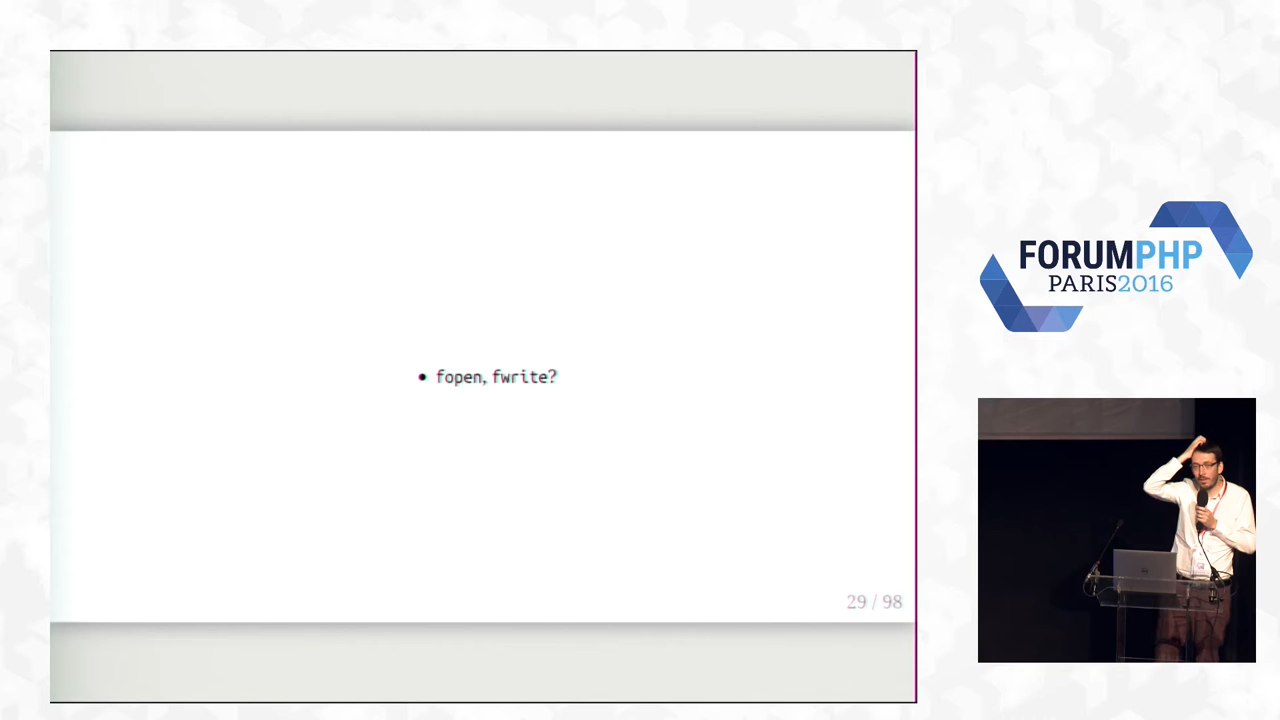 • fopen, fwrite?
29 / 98
FORUMPHP
PARIS2016